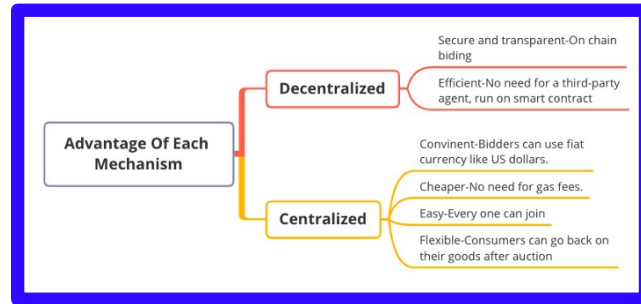 Advantage Of Each
Mechanism
Decentralized
Secure and transparent-On chain
biding
Efficient-No need for a third-party
agent, run on smart contract
Centralized
Convinent-Bidders can use fiat
currency like US dollars.
Cheaper-No need for gas fees.
Easy-Every one can join
Flexible-Consumers can go back on
their goods after auction